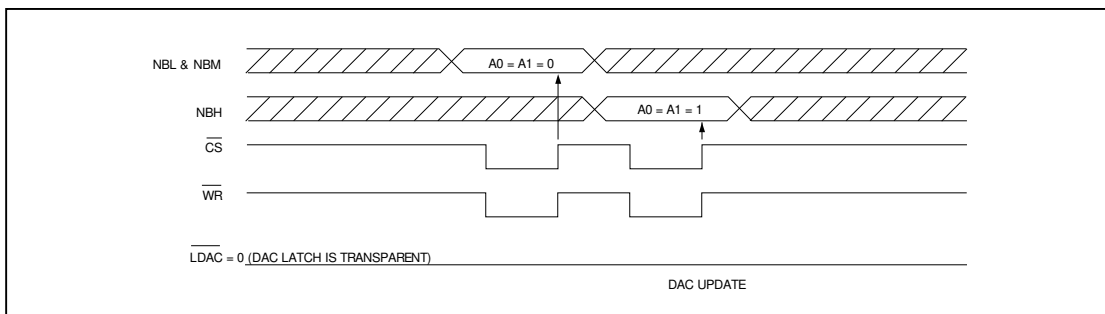 NBL & NBM
A0 = A1 = 0
NBH
A0 = A1 = 1
CS
WR
LDAC = 0 (DAC LATCH IS TRANSPARENT)
DAC UPDATE